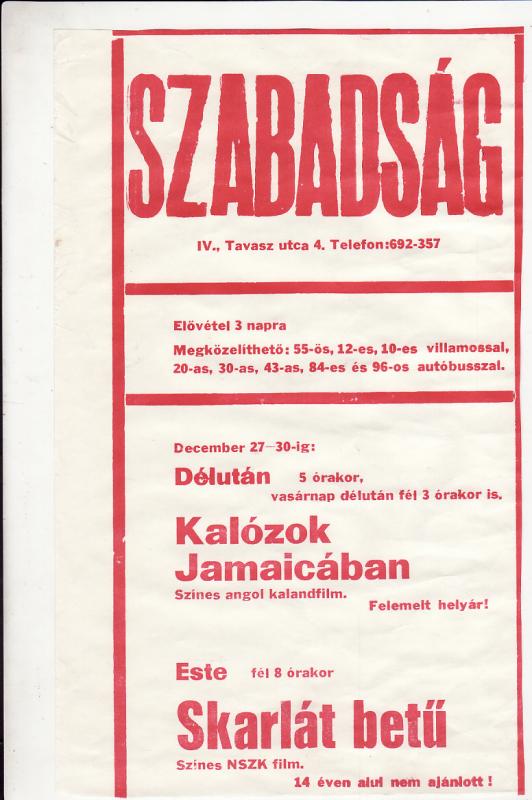 SZABADSÁG
IV., Tavasz utca 4. Telefon:692-357
Elővétel 3 napra
Megközelíthető: 55-ös, 12-es, 10-es villamossal,
20-as, 30-as, 43-as, 84-es és 96-os autóbusszal.
December 27—30-ig:
Délután 5 órakor,
vasárnap délután fél 3 órakor is.
Kalózok
Jamaicában
Színes angol kalandfilm.
Felemelt helyár!
Este fél 8 órakor
Skarlát betű
Színes NSZK film.
14 éven alul nem ajánlott !